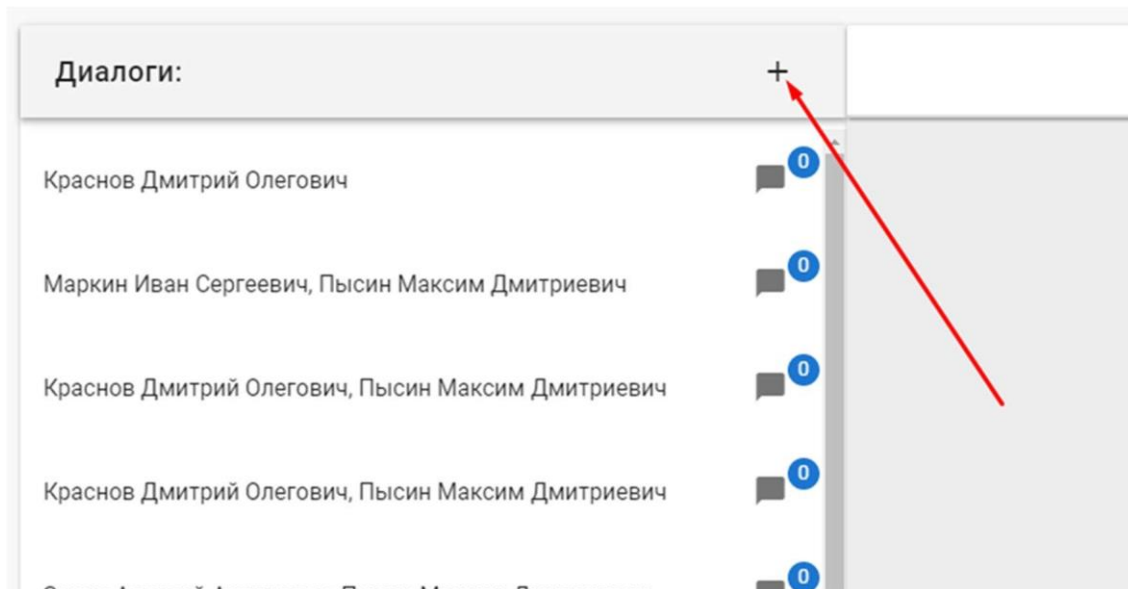 Диалоги: +
Краснов Дмитрий Олегович 0
Маркин Иван Сергеевич, Пысин Максим Дмитриевич 0
Краснов Дмитрий Олегович, Пысин Максим Дмитриевич 0
Краснов Дмитрий Олегович, Пысин Максим Дмитриевич 0
0